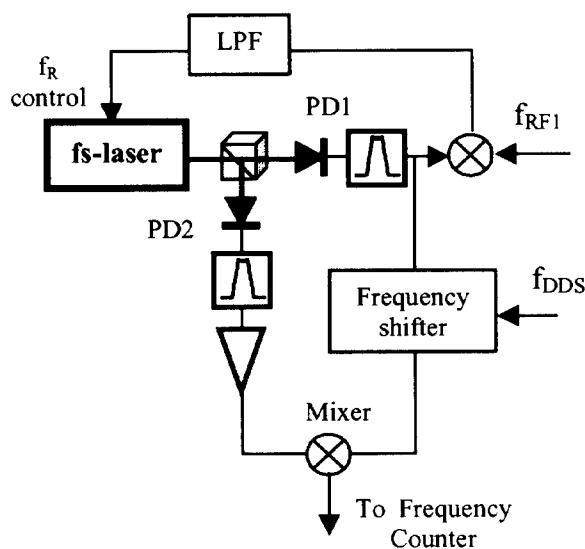 LPF
f_R
control
PD1
f_RF1
fs-laser
PD2
Frequency
shifter
f_DDS
Mixer
To Frequency
Counter